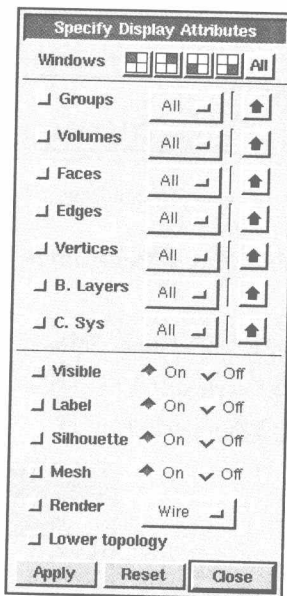 Specify Display Attributes
Windows All
Groups All
Volumes All
Faces All
Edges All
Vertices All
B. Layers All
C. Sys All
Visible On Off
Label On Off
Silhouette On Off
Mesh On Off
Render Wire
Lower topology
Apply Reset Close